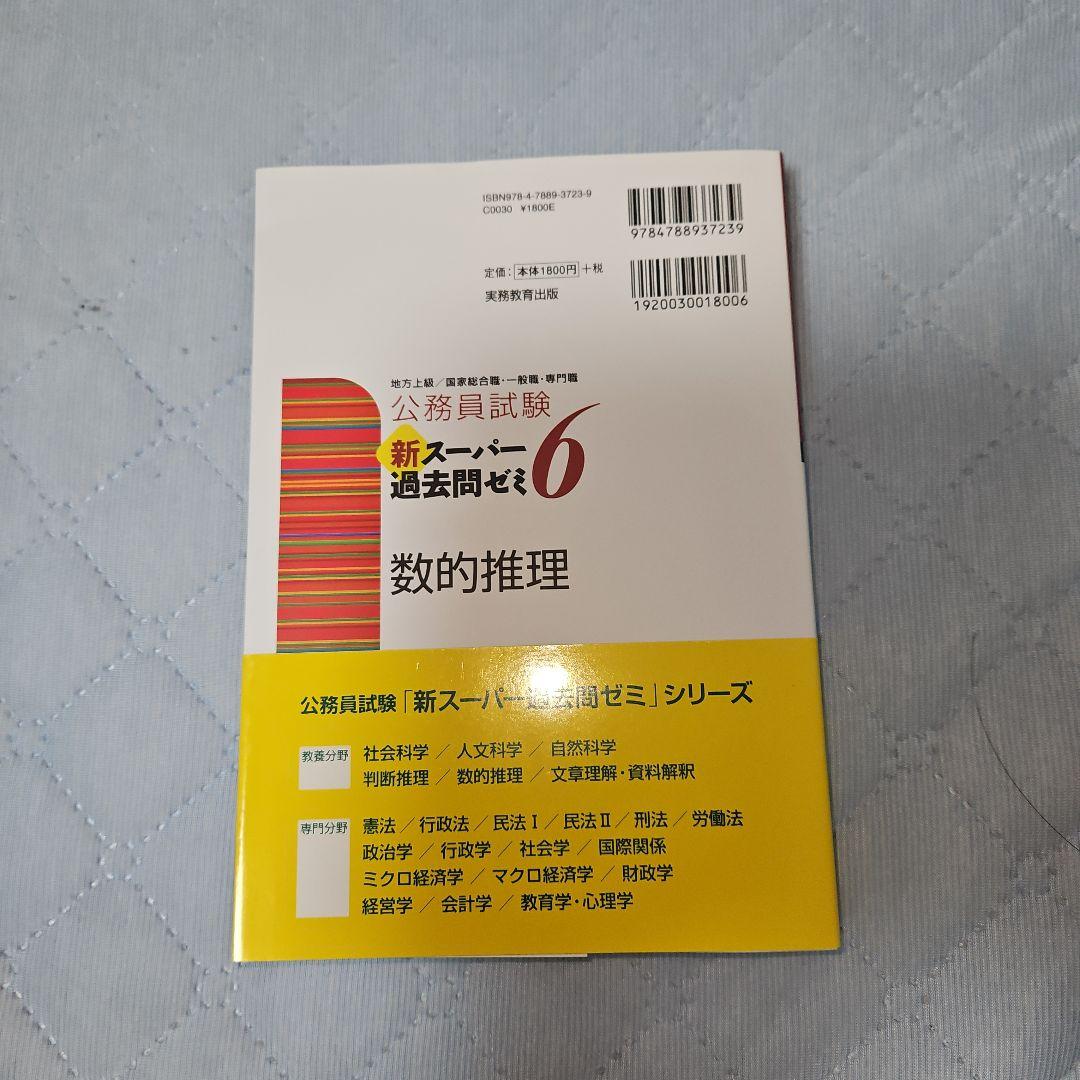 ISBN978-4-7889-3723-9
C0030 ¥1800E
9784788937239
定価：本体1800円+税
実務教育出版
1920030018006
地方上級／国家総合職・一般職・専門職
公務員試験
新スーパー
過去問ゼミ6
数的推理
公務員試験「新スーパー過去問ゼミ」シリーズ
教養分野
社会科学／人文科学／自然科学
判断推理／数的推理／文章理解・資料解釈
専門分野
憲法／行政法／民法Ⅰ／民法Ⅱ／刑法／労働法
政治学／行政学／社会学／国際関係
ミクロ経済学／マクロ経済学／財政学
経営学／会計学／教育学・心理学